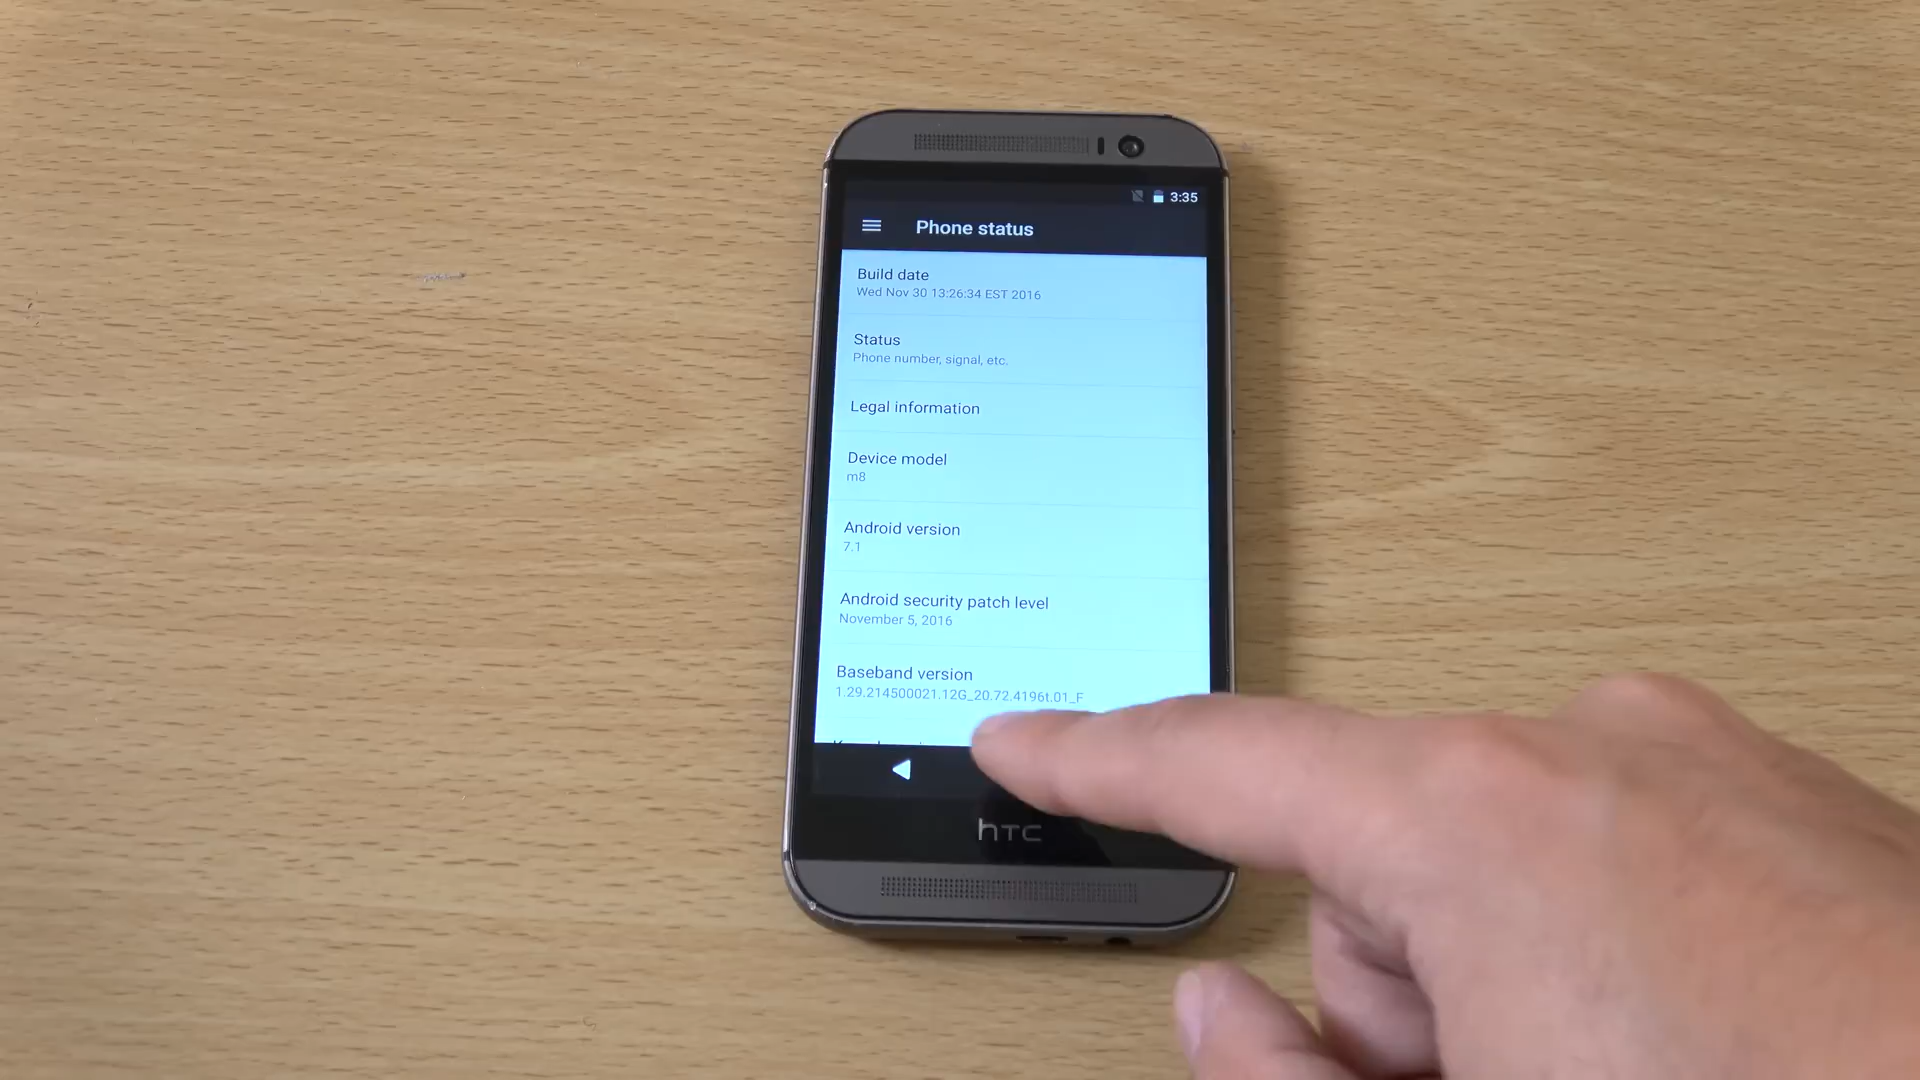 3:35
Phone status
Build date
Wed Nov 30 13:26:34 EST 2016
Status
Phone number, signal, etc.
Legal information
Device model
m8
Android version
7.1
Android security patch level
November 5, 2016
Baseband version
1.29.214500021.12G_20.72.4196t.01_F
hTC